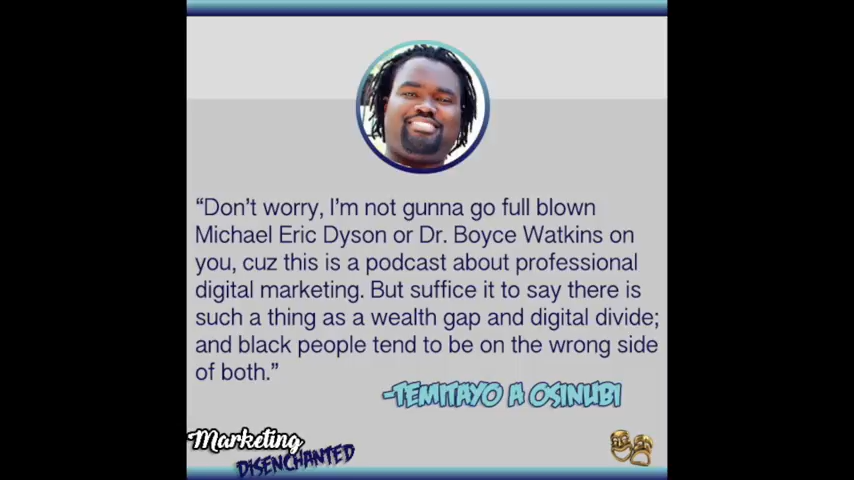 “Don’t worry, I’m not gunna go full blown
Michael Eric Dyson or Dr. Boyce Watkins on
you, cuz this is a podcast about professional
digital marketing. But suffice it to say there is
such a thing as a wealth gap and digital divide;
and black people tend to be on the wrong side
of both.”
-TEMITAYO A OSINUBI
Marketing
DISENCHANTED